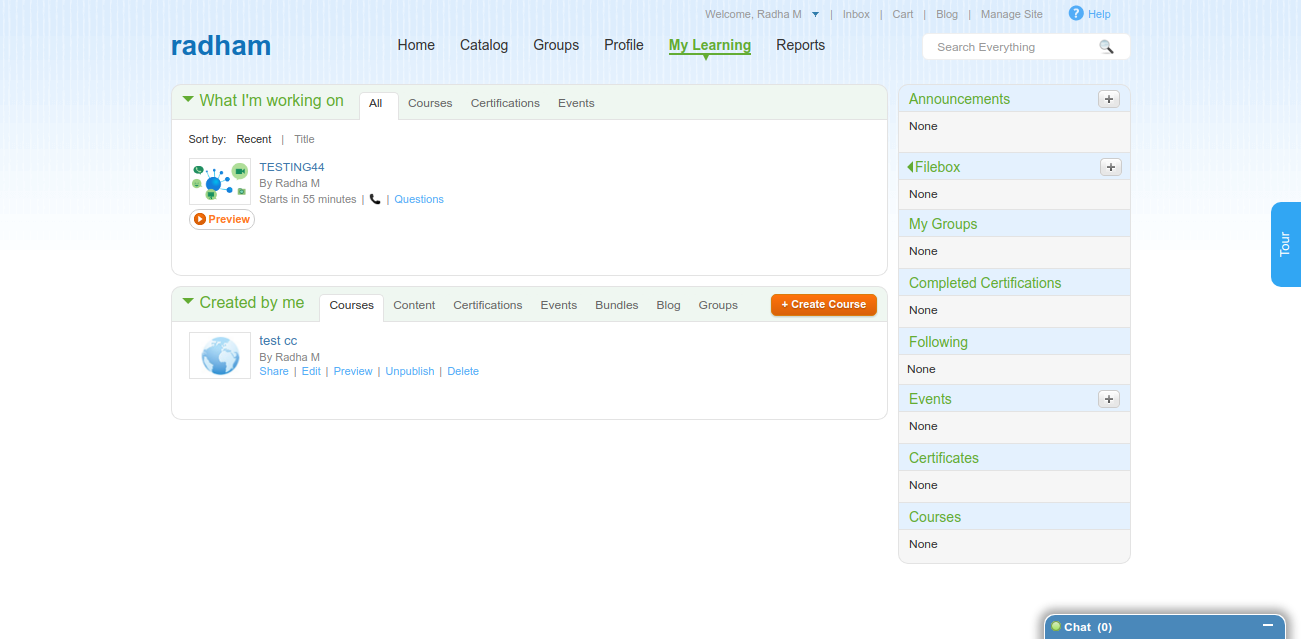 Welcome, Radha M | Inbox | Cart | Blog | Manage Site ? Help
radham
Home Catalog Groups Profile My Learning Reports
Search Everything
What I'm working on All Courses Certifications Events
Sort by: Recent | Title
TESTING44
By Radha M
Starts in 55 minutes | | Questions
Preview
Created by me Courses Content Certifications Events Bundles Blog Groups + Create Course
test cc
By Radha M
Share | Edit | Preview | Unpublish | Delete
Announcements +
None
Filebox +
None
My Groups
None
Completed Certifications
None
Following
None
Events +
None
Certificates
None
Courses
None
Tour
Chat (0)